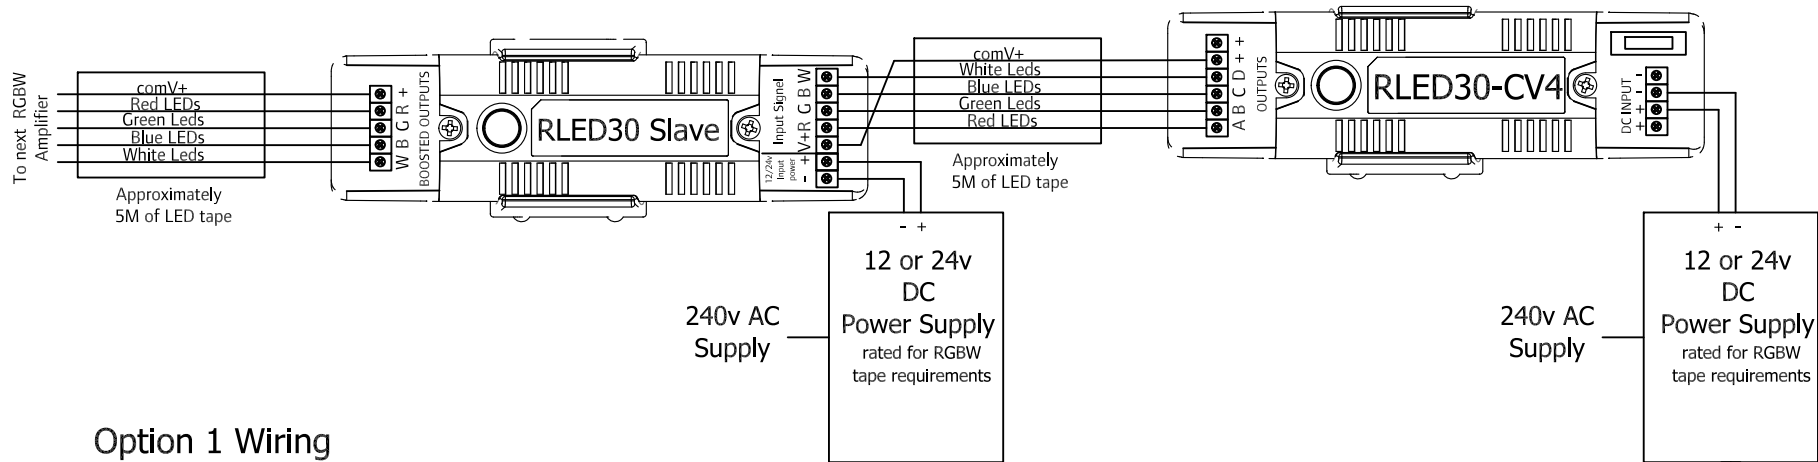 To next RGBW
Amplifier
comV+
Red LEDs
Green Leds
Blue LEDs
White Leds
Approximately
5M of LED tape
W B G R +
BOOSTED OUTPUTS
RLED30 Slave
Input Signel
V+R G B W
12/24v
Input
power
- +
comV+
White Leds
Blue LEDs
Green Leds
Red LEDs
Approximately
5M of LED tape
A B C D + +
OUTPUTS
RLED30-CV4
DC INPUT
+ + - -
- +
12 or 24v
DC
Power Supply
rated for RGBW
tape requirements
240v AC
Supply
+ -
12 or 24v
DC
Power Supply
rated for RGBW
tape requirements
240v AC
Supply
Option 1 Wiring